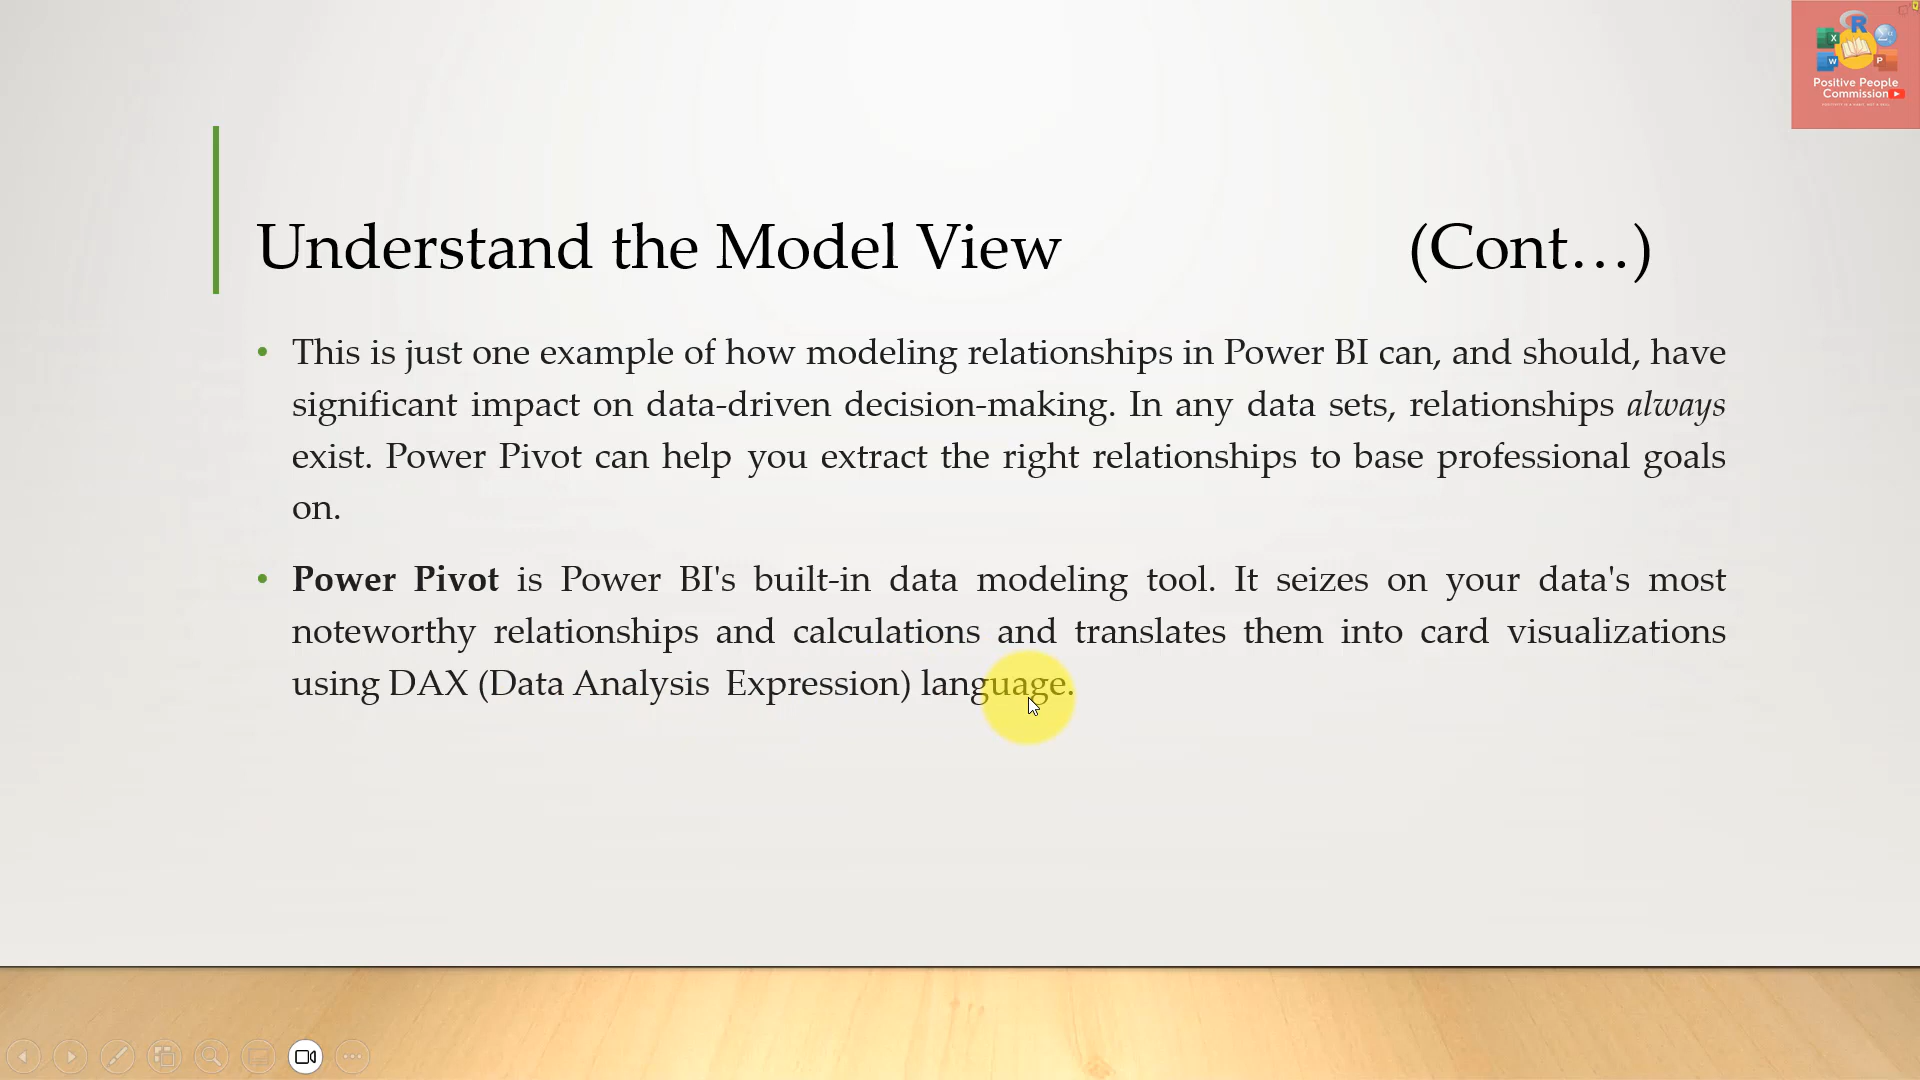 Positive People
Commission
Understand the Model View (Cont…)
• This is just one example of how modeling relationships in Power BI can, and should, have
significant impact on data-driven decision-making. In any data sets, relationships always
exist. Power Pivot can help you extract the right relationships to base professional goals
on.
• Power Pivot is Power BI's built-in data modeling tool. It seizes on your data's most
noteworthy relationships and calculations and translates them into card visualizations
using DAX (Data Analysis Expression) language.